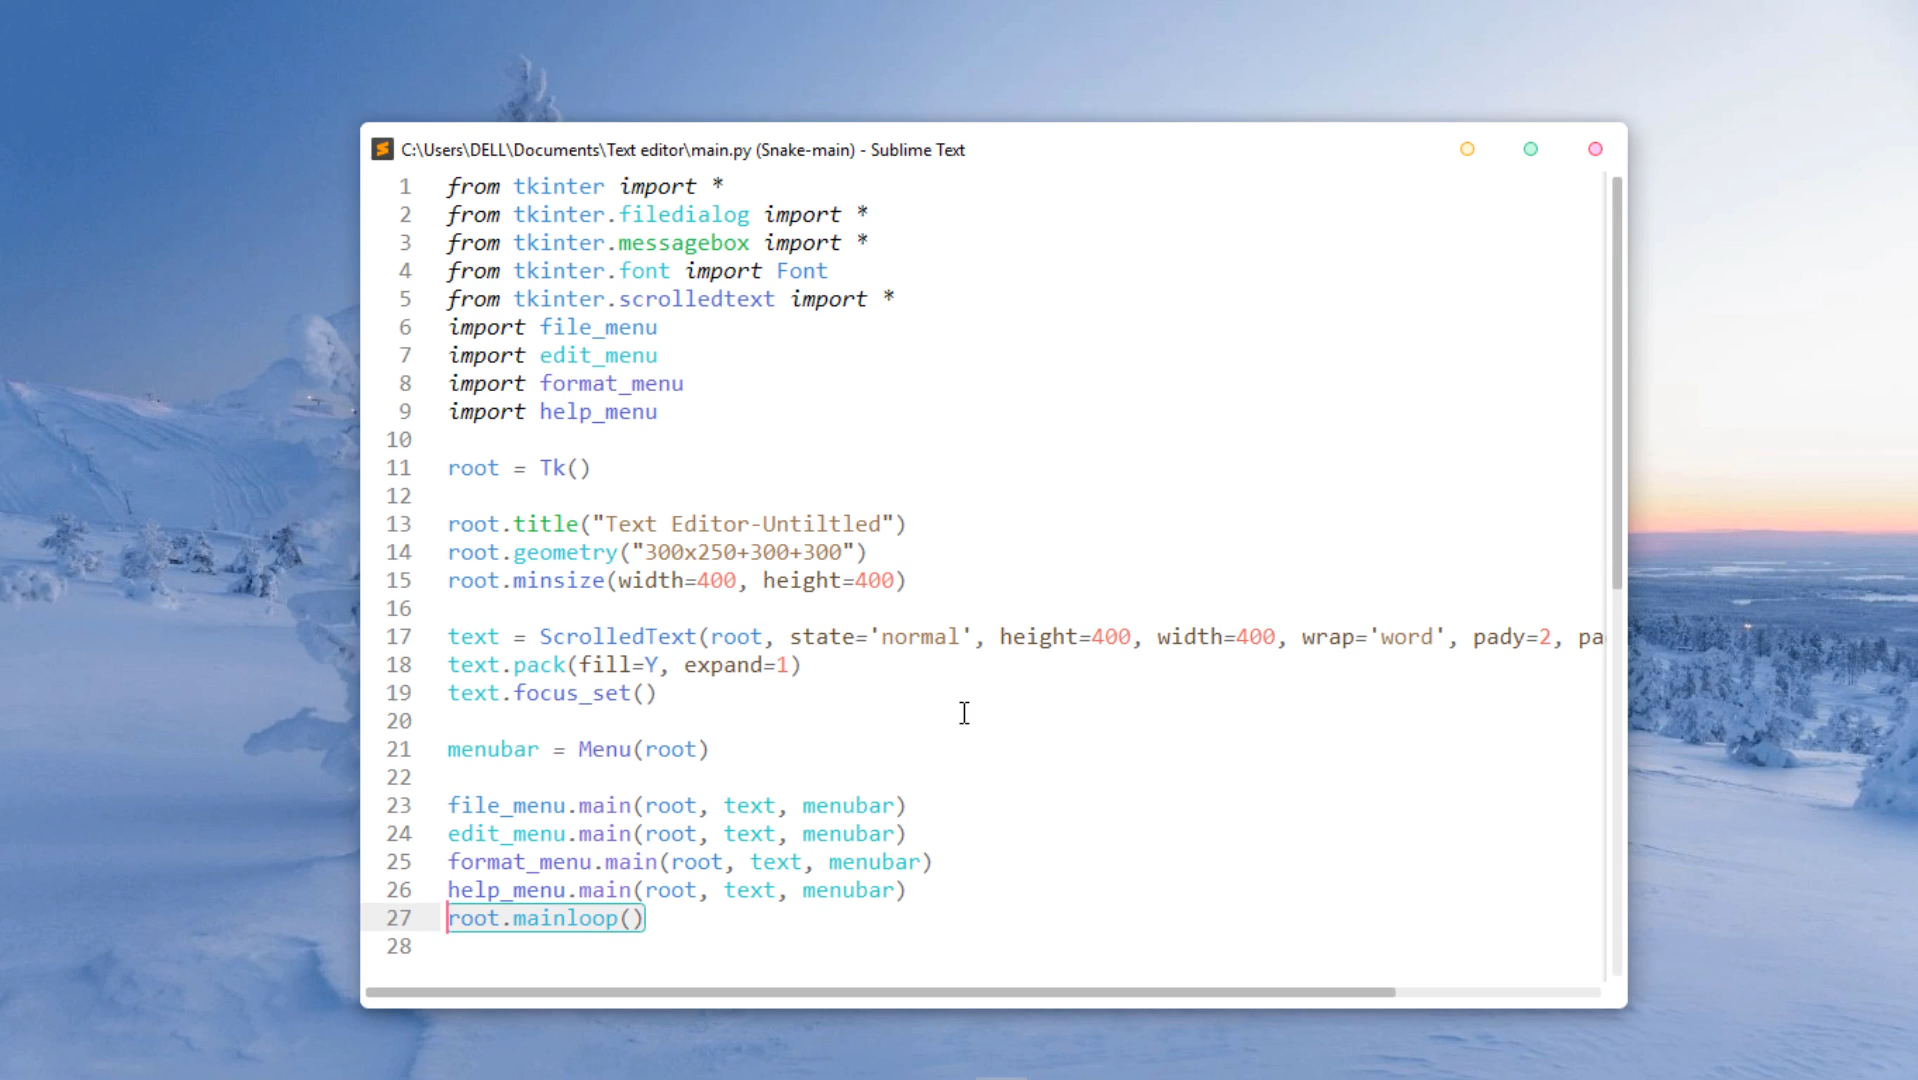 C:\Users\DELL\Documents\Text editor\main.py (Snake-main) - Sublime Text
1 from tkinter import *
2 from tkinter.filedialog import *
3 from tkinter.messagebox import *
4 from tkinter.font import Font
5 from tkinter.scrolledtext import *
6 import file_menu
7 import edit_menu
8 import format_menu
9 import help_menu
10
11 root = Tk()
12
13 root.title("Text Editor-Untiltled")
14 root.geometry("300x250+300+300")
15 root.minsize(width=400, height=400)
16
17 text = ScrolledText(root, state='normal', height=400, width=400, wrap='word', pady=2, pa
18 text.pack(fill=Y, expand=1)
19 text.focus_set()
20
21 menubar = Menu(root)
22
23 file_menu.main(root, text, menubar)
24 edit_menu.main(root, text, menubar)
25 format_menu.main(root, text, menubar)
26 help_menu.main(root, text, menubar)
27 root.mainloop()
28